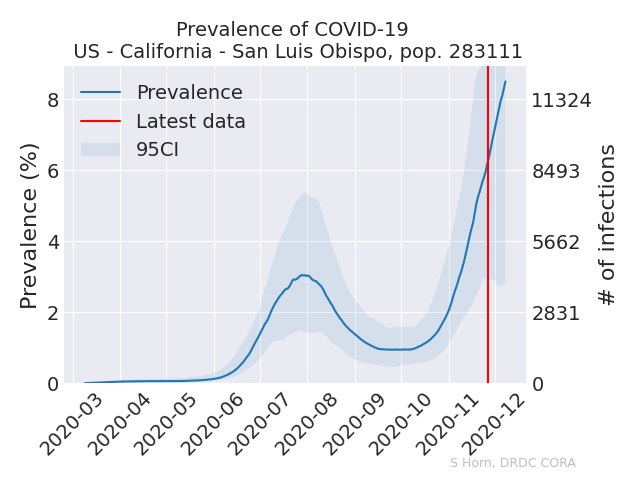 Prevalence of COVID-19
US - California - San Luis Obispo, pop. 283111
Prevalence
Latest data
95CI
Prevalence (%)
8
6
4
2
0
11324
8493
5662
2831
0
# of infections
2020-03
2020-04
2020-05
2020-06
2020-07
2020-08
2020-09
2020-10
2020-11
2020-12
S Horn, DRDC CORA